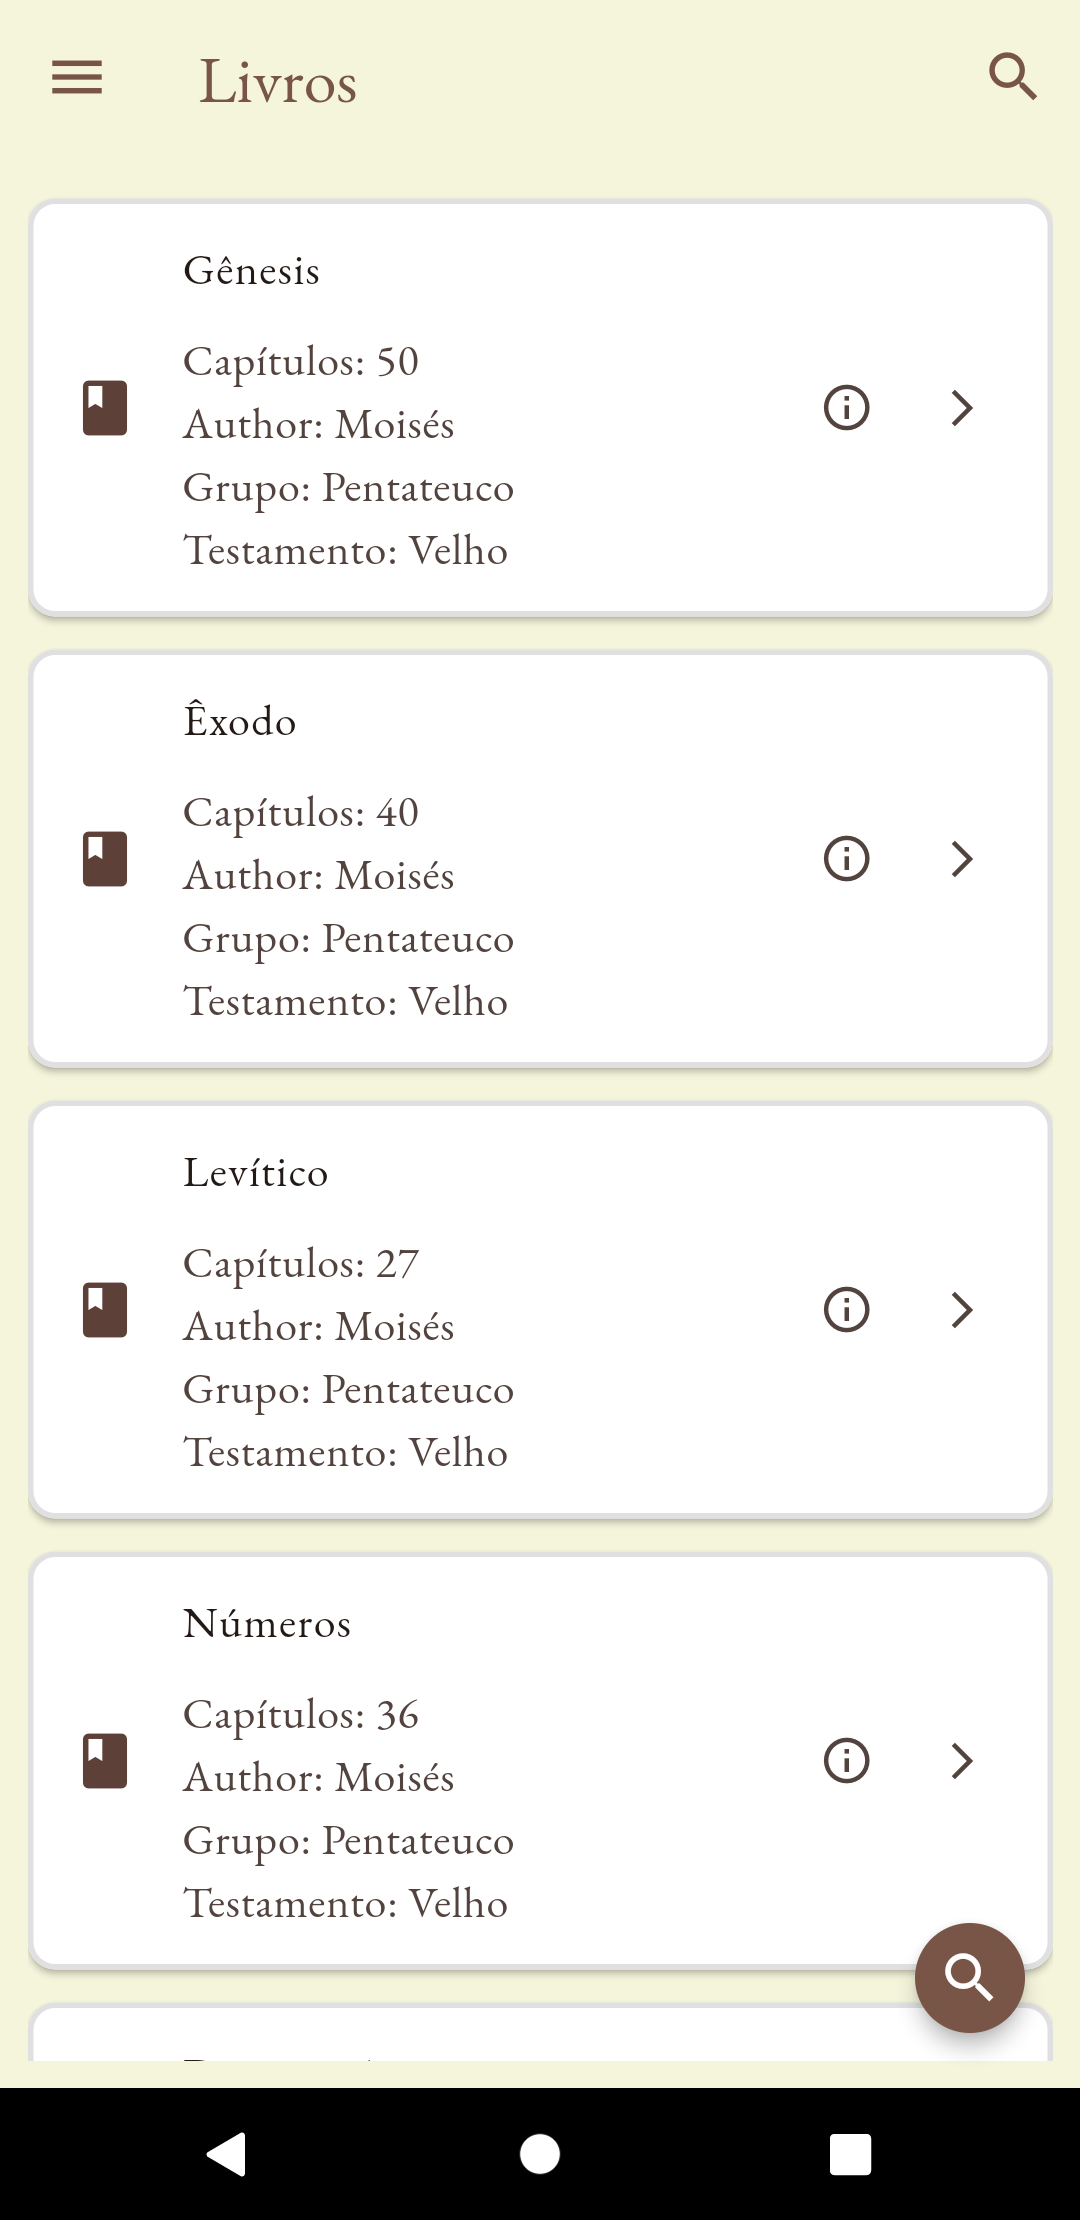 Livros
Gênesis
Capítulos: 50
Author: Moisés
Grupo: Pentateuco
Testamento: Velho
Êxodo
Capítulos: 40
Author: Moisés
Grupo: Pentateuco
Testamento: Velho
Levítico
Capítulos: 27
Author: Moisés
Grupo: Pentateuco
Testamento: Velho
Números
Capítulos: 36
Author: Moisés
Grupo: Pentateuco
Testamento: Velho